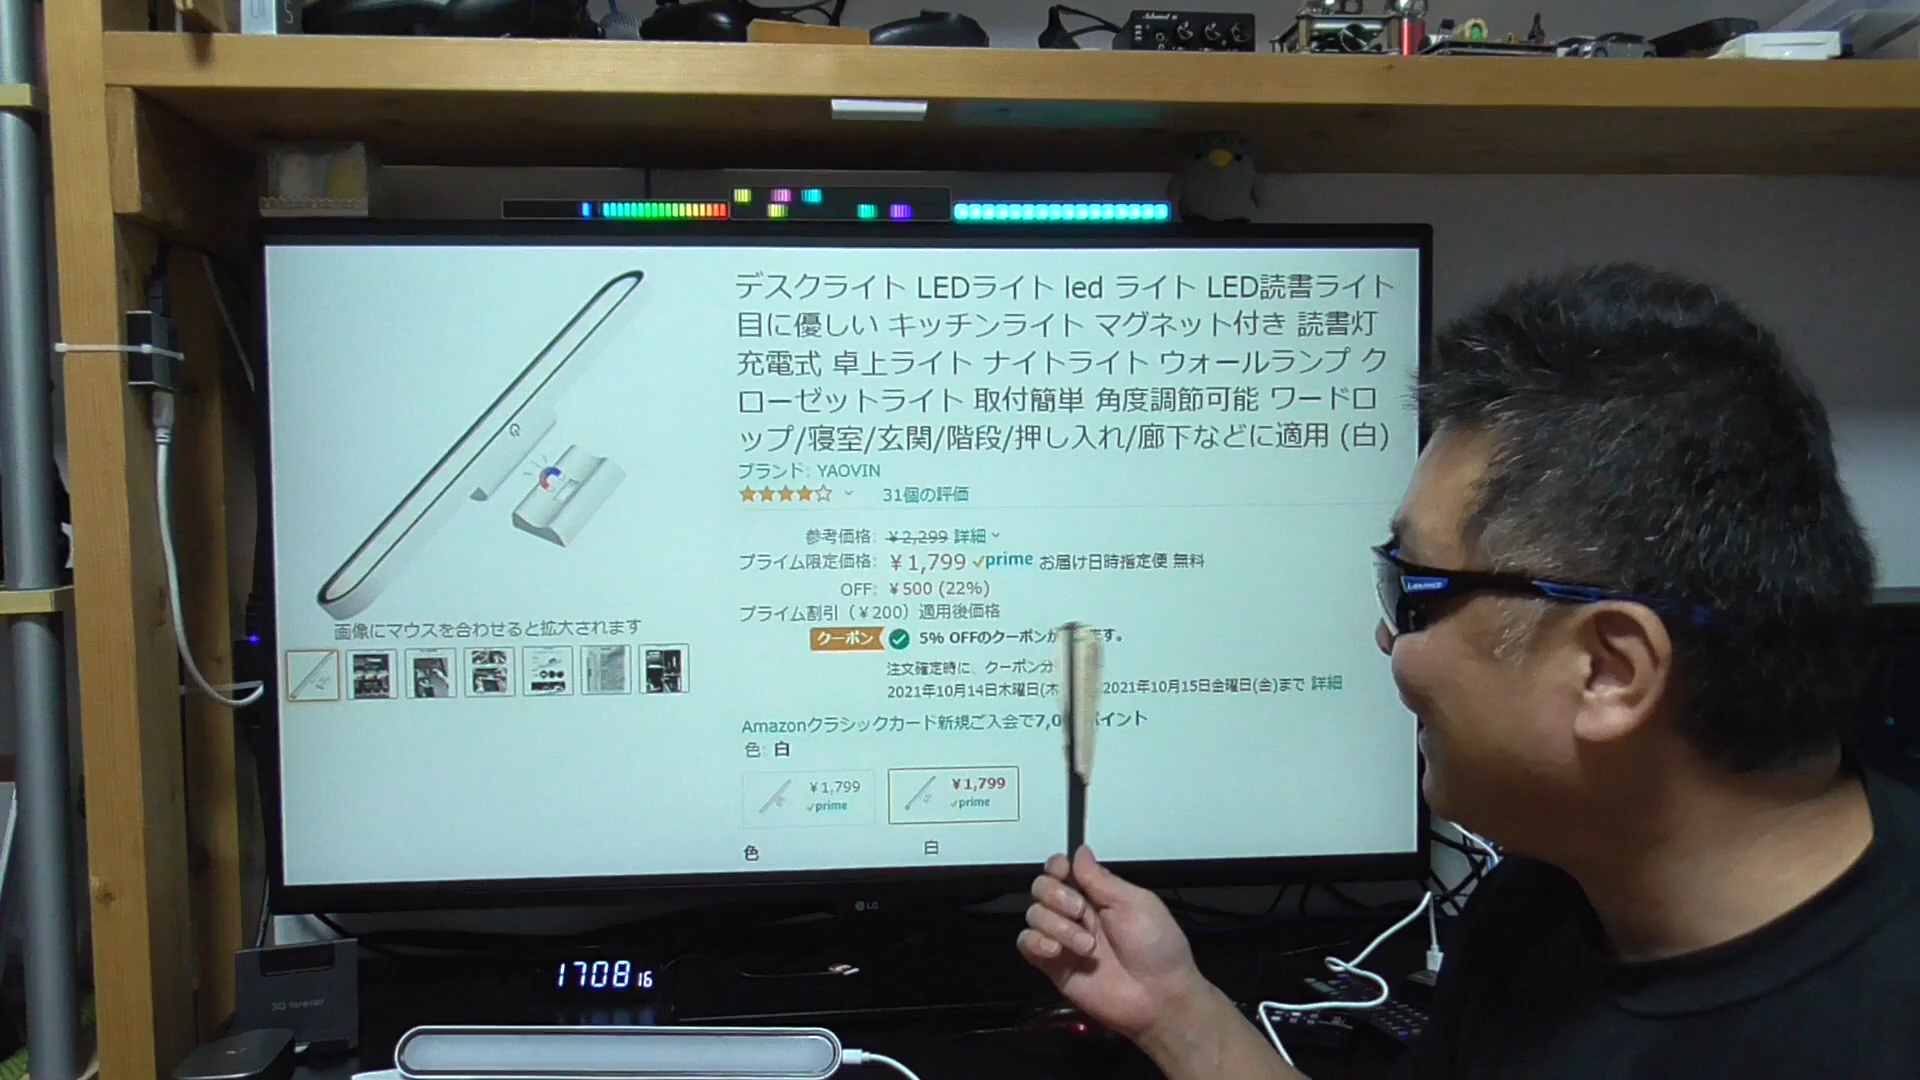 デスクライト LEDライト led ライト LED読書ライト
目に優しい キッチンライト マグネット付き 読書灯
充電式 卓上ライト ナイトライト ウォールランプ ク
ローゼットライト 取付簡単 角度調節可能 ワードロ
ップ/寝室/玄関/階段/押し入れ/廊下などに適用 (白)
ブランド: YAOVIN
31個の評価
参考価格: ¥2,299 詳細
プライム限定価格: ¥1,799 prime お届け日時指定便 無料
OFF: ¥500 (22%)
プライム割引（¥200）適用後価格
クーポン 5% OFFのクーポンが ます。
注文確定時に、クーポン分
2021年10月14日木曜日(木 2021年10月15日金曜日(金)まで 詳細
Amazonクラシックカード新規ご入会で7,0 ポイント
色: 白
¥1,799
prime
¥1,799
prime
色
白
画像にマウスを合わせると拡大されます
LG
1708 16
3Q forever